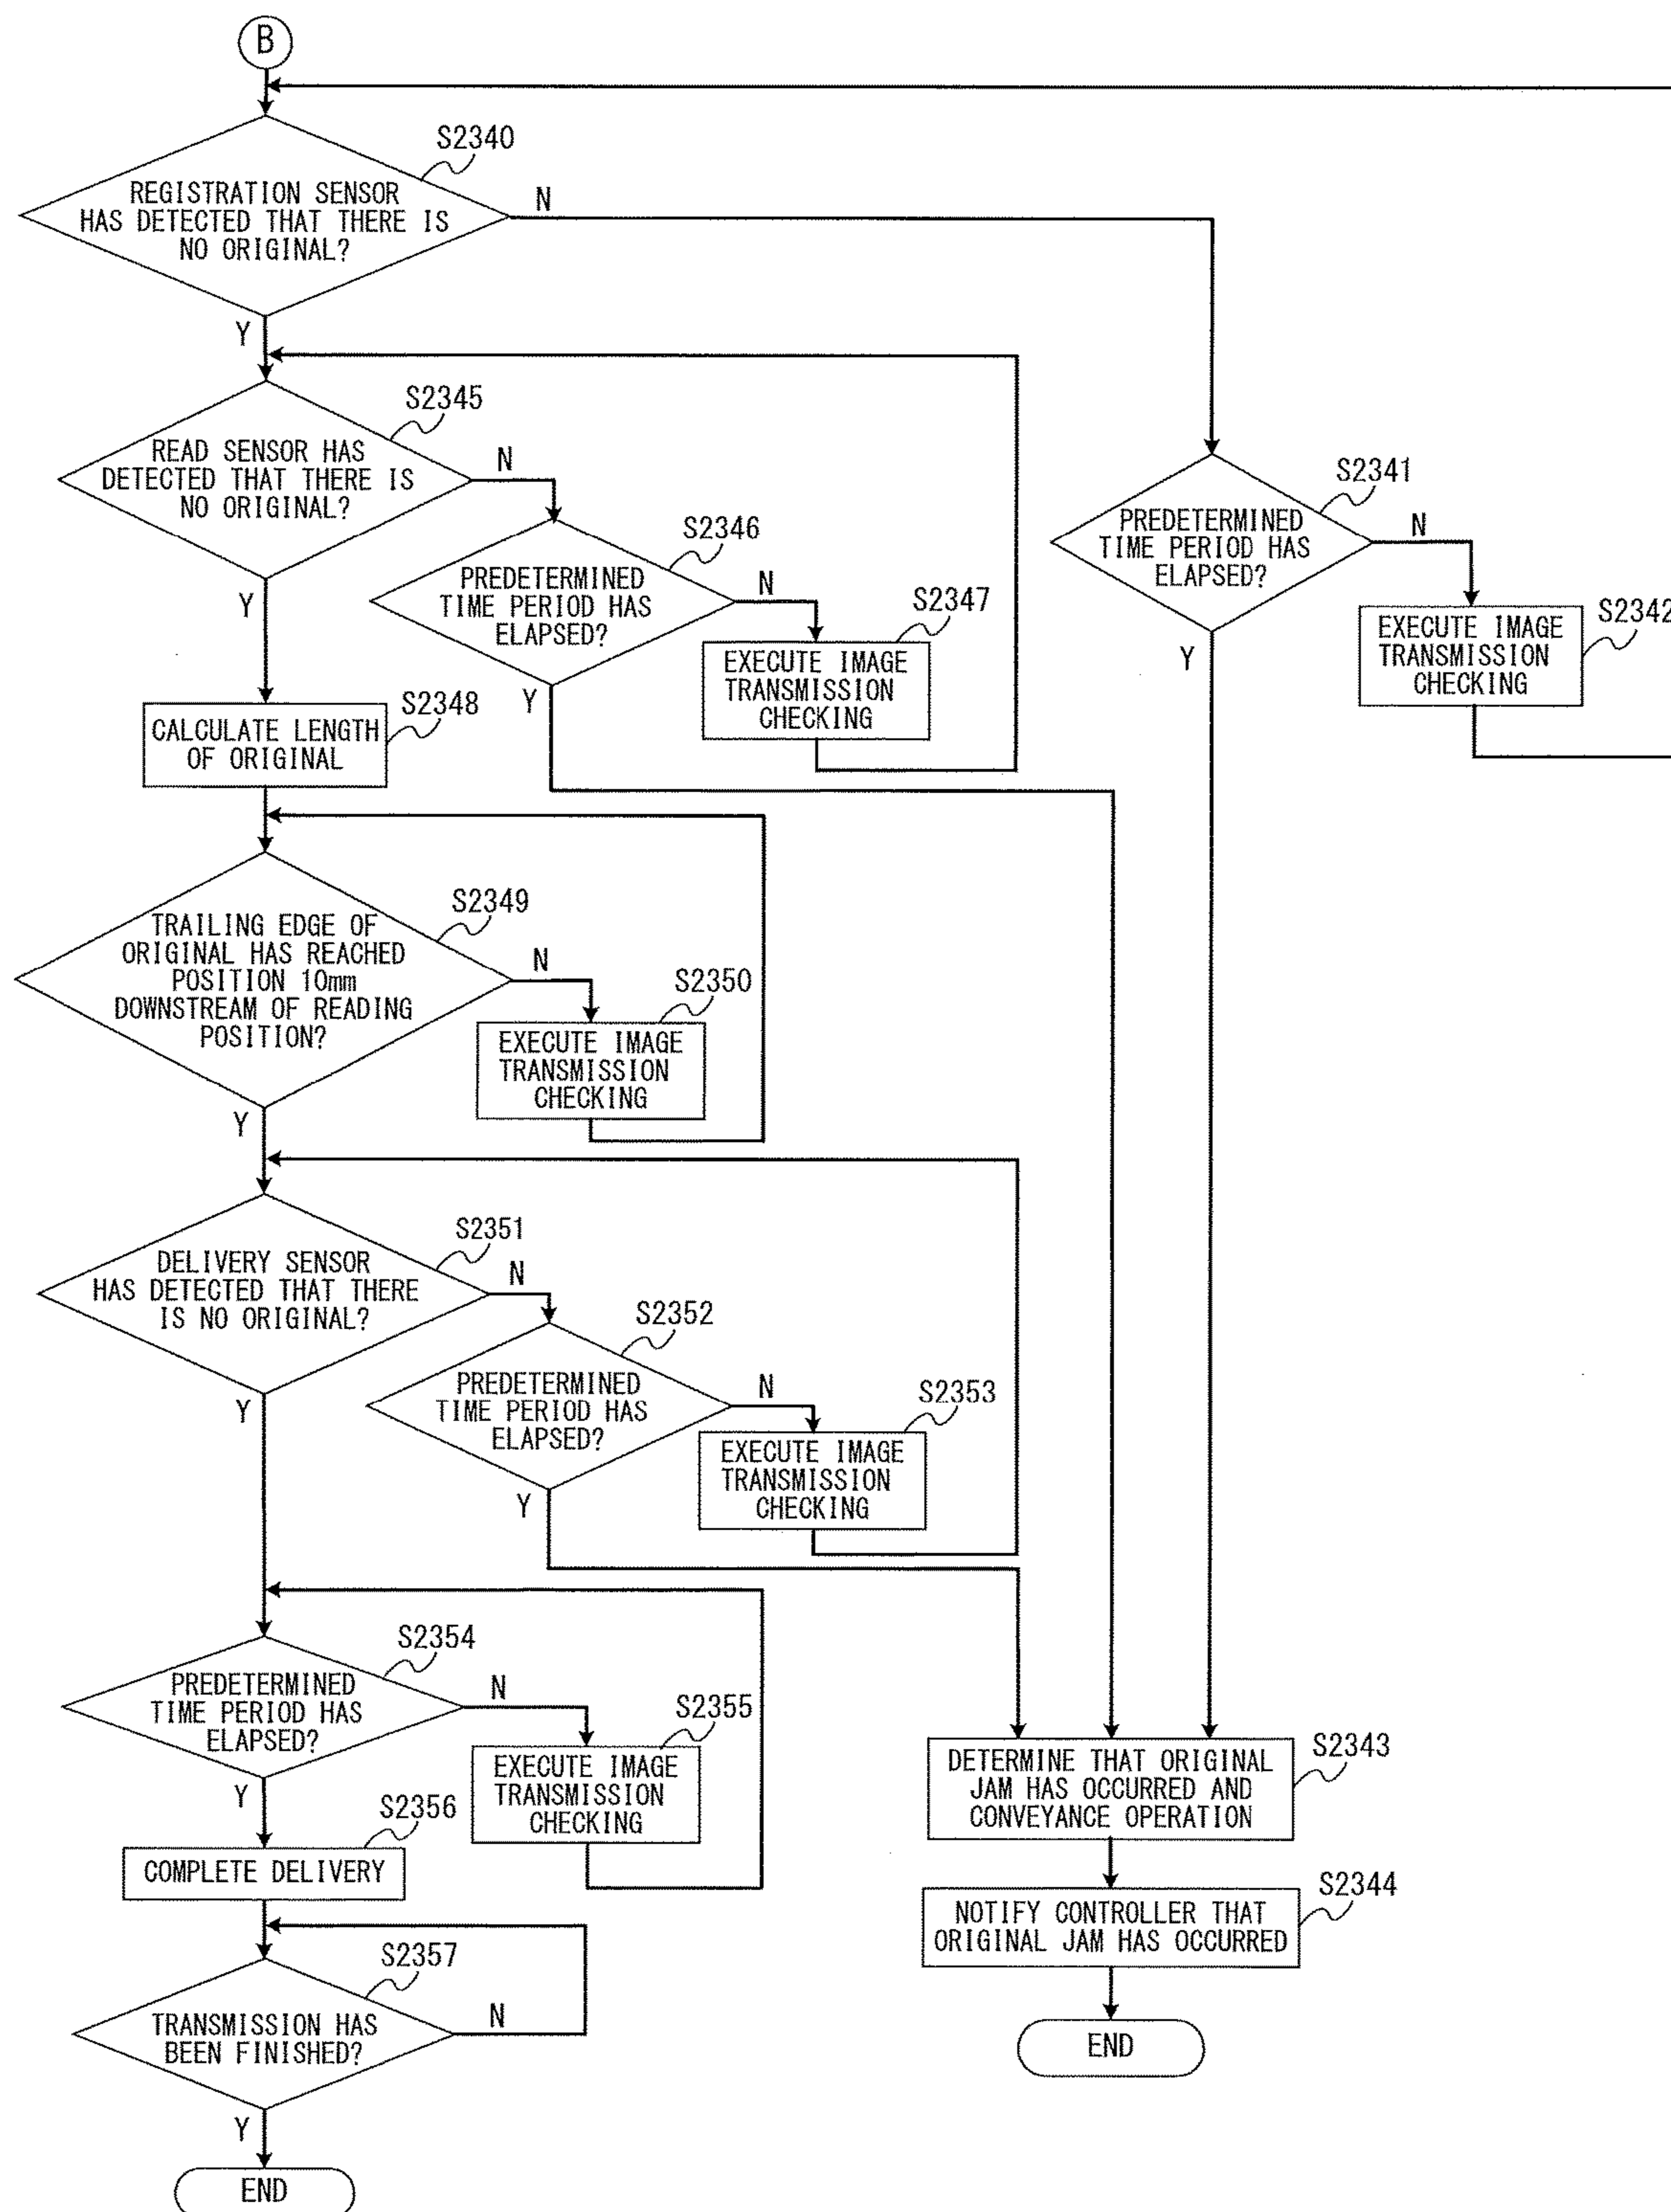 B
S2340
REGISTRATION SENSOR
HAS DETECTED THAT THERE IS
NO ORIGINAL?
N
Y
S2345
READ SENSOR HAS
DETECTED THAT THERE IS
NO ORIGINAL?
N
Y
S2346
PREDETERMINED
TIME PERIOD HAS
ELAPSED?
N
Y
S2347
EXECUTE IMAGE
TRANSMISSION
CHECKING
S2341
PREDETERMINED
TIME PERIOD HAS
ELAPSED?
N
Y
S2342
EXECUTE IMAGE
TRANSMISSION
CHECKING
S2348
CALCULATE LENGTH
OF ORIGINAL
S2349
TRAILING EDGE OF
ORIGINAL HAS REACHED
POSITION 10mm
DOWNSTREAM OF READING
POSITION?
N
Y
S2350
EXECUTE IMAGE
TRANSMISSION
CHECKING
S2351
DELIVERY SENSOR
HAS DETECTED THAT THERE
IS NO ORIGINAL?
N
Y
S2352
PREDETERMINED
TIME PERIOD HAS
ELAPSED?
N
Y
S2353
EXECUTE IMAGE
TRANSMISSION
CHECKING
S2354
PREDETERMINED
TIME PERIOD HAS
ELAPSED?
N
Y
S2355
EXECUTE IMAGE
TRANSMISSION
CHECKING
S2356
COMPLETE DELIVERY
S2357
TRANSMISSION HAS
BEEN FINISHED?
N
Y
END
S2343
DETERMINE THAT ORIGINAL
JAM HAS OCCURRED AND
CONVEYANCE OPERATION
S2344
NOTIFY CONTROLLER THAT
ORIGINAL JAM HAS OCCURRED
END